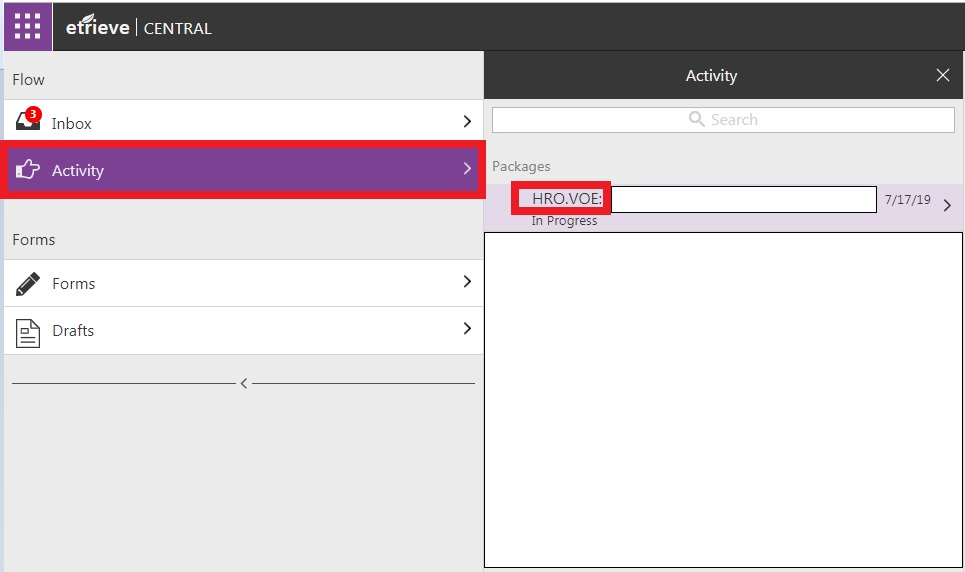 etrieve CENTRAL
Flow
3
Inbox
Activity
Forms
Forms
Drafts
Activity
Search
Packages
HRO.VOE: 7/17/19
In Progress